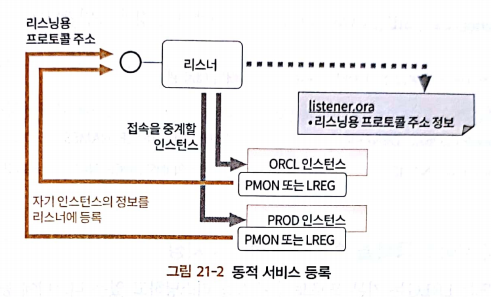 리스닝용
프로토콜 주소
리스너
listener.ora
• 리스닝용 프로토콜 주소 정보
접속을 중계할
인스턴스
ORCL 인스턴스
PMON 또는 LREG
자기 인스턴스의 정보를
리스너에 등록
PROD 인스턴스
PMON 또는 LREG
그림 21-2 동적 서비스 등록